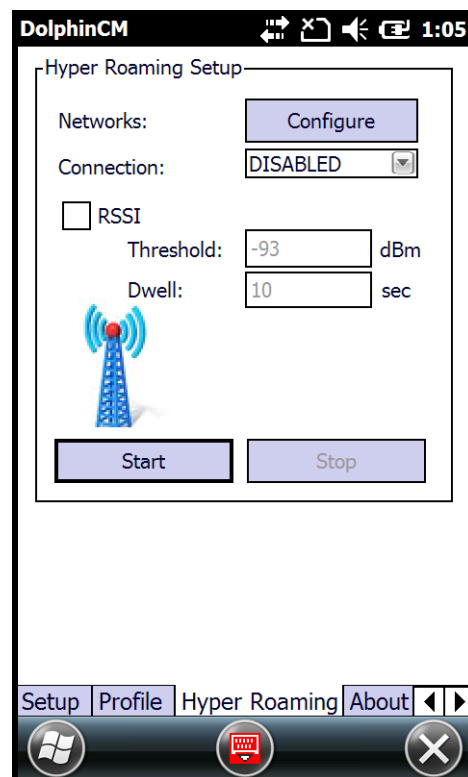 DolphinCM 1:05
Hyper Roaming Setup
Networks: Configure
Connection: DISABLED
RSSI
Threshold: -93 dBm
Dwell: 10 sec
Start Stop
Setup Profile Hyper Roaming About